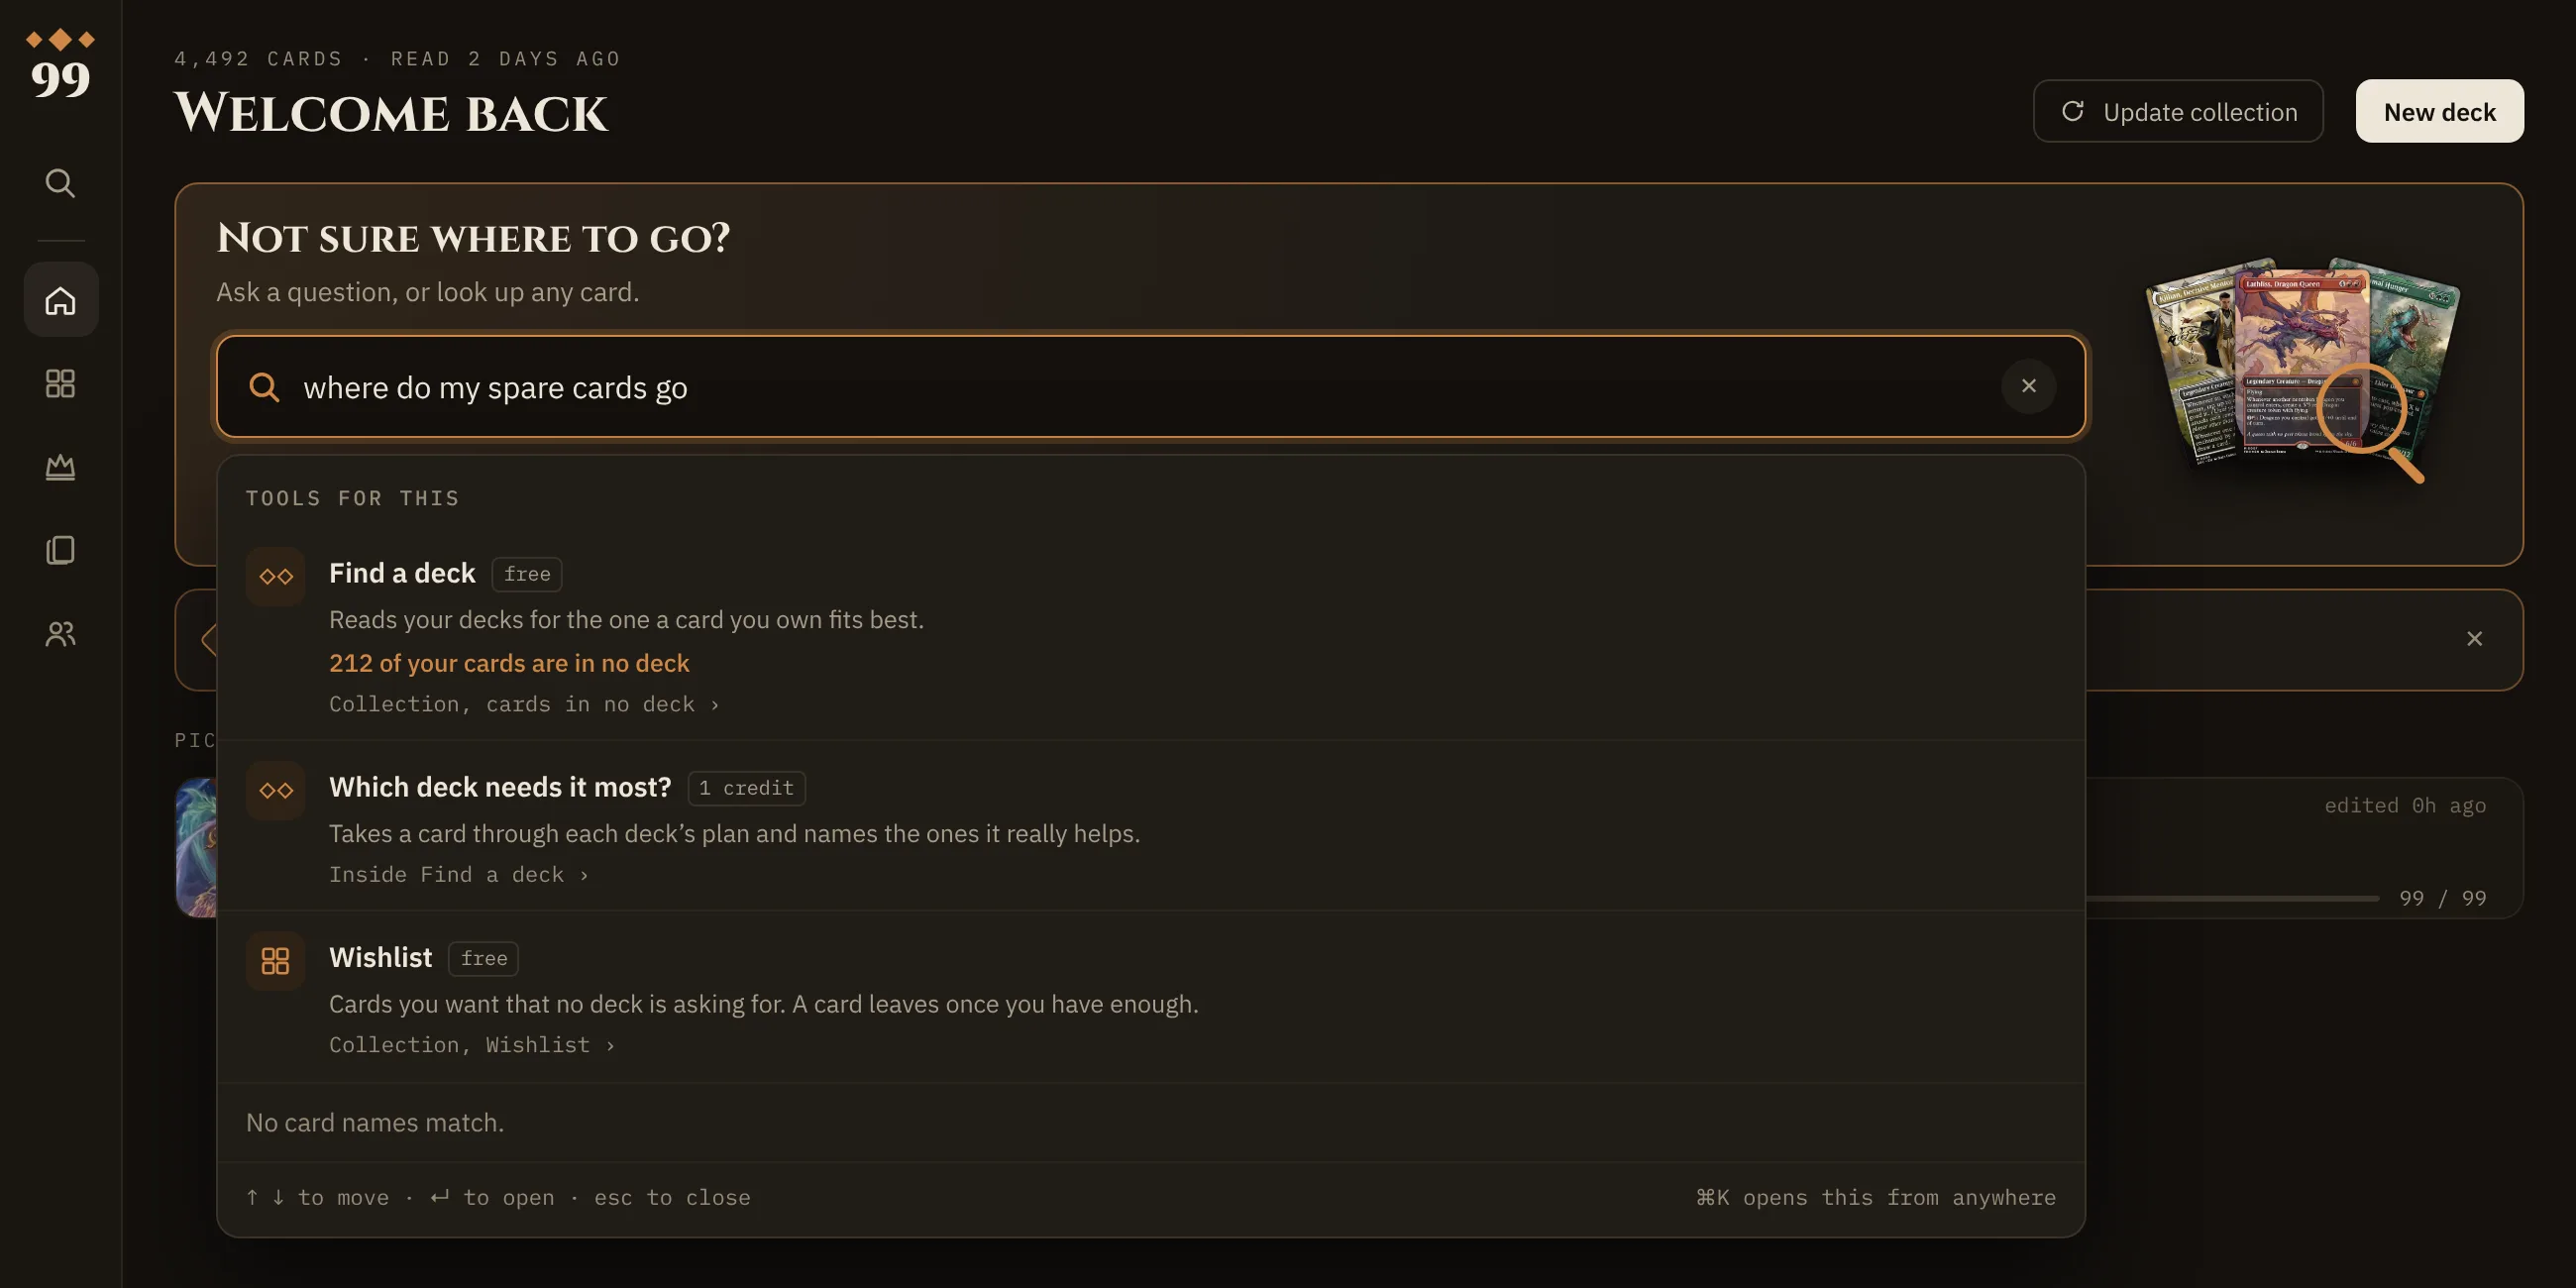 99
4,492 CARDS · READ 2 DAYS AGO
Welcome back
Update collection
New deck
Not sure where to go?
Ask a question, or look up any card.
where do my spare cards go
Lathliss, Dragon Queen
TOOLS FOR THIS
Find a deck free
Reads your decks for the one a card you own fits best.
212 of your cards are in no deck
Collection, cards in no deck ›
PIC
Which deck needs it most? 1 credit
Takes a card through each deck’s plan and names the ones it really helps.
Inside Find a deck ›
edited 0h ago
99 / 99
Wishlist free
Cards you want that no deck is asking for. A card leaves once you have enough.
Collection, Wishlist ›
No card names match.
↑ ↓ to move · ↵ to open · esc to close
⌘K opens this from anywhere